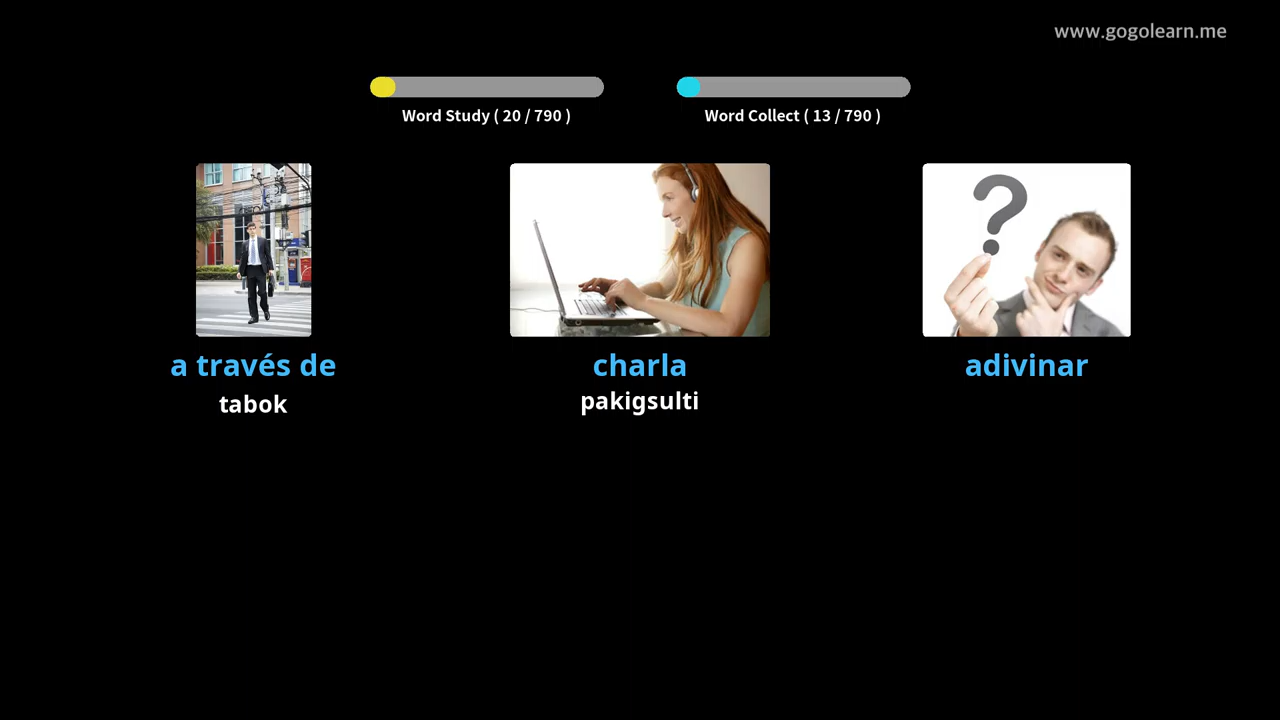 www.gogolearn.me
Word Study ( 20 / 790 )
Word Collect ( 13 / 790 )
a través de
tabok
charla
pakigsulti
adivinar
?